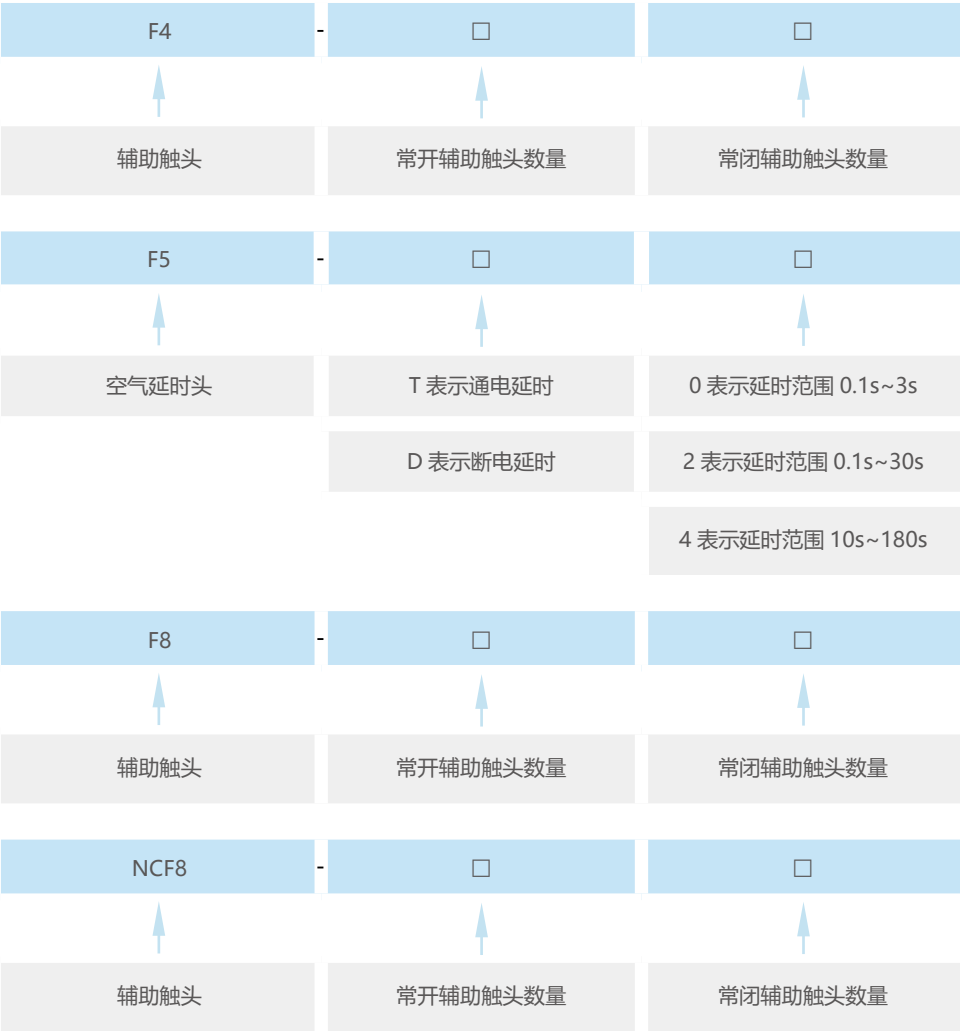 F4 - □ □
辅助触头 常开辅助触头数量 常闭辅助触头数量
F5 - □ □
空气延时头 T 表示通电延时 0 表示延时范围 0.1s~3s
D 表示断电延时 2 表示延时范围 0.1s~30s
4 表示延时范围 10s~180s
F8 - □ □
辅助触头 常开辅助触头数量 常闭辅助触头数量
NCF8 - □ □
辅助触头 常开辅助触头数量 常闭辅助触头数量